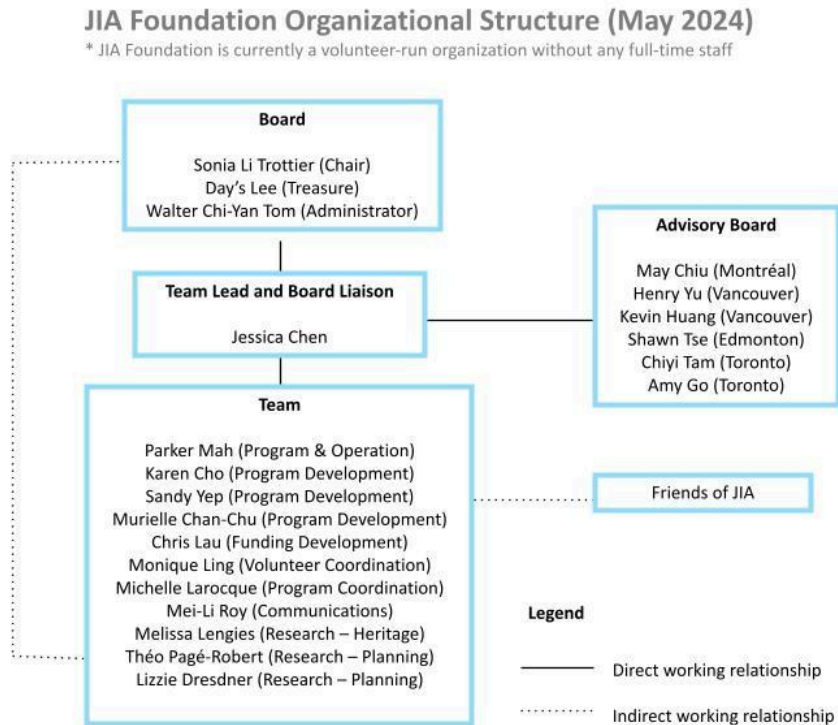 JIA Foundation Organizational Structure (May 2024)
* JIA Foundation is currently a volunteer-run organization without any full-time staff
Board
Sonia Li Trottier (Chair)
Day's Lee (Treasure)
Walter Chi-Yan Tom (Administrator)
Team Lead and Board Liaison
Jessica Chen
Advisory Board
May Chiu (Montréal)
Henry Yu (Vancouver)
Kevin Huang (Vancouver)
Shawn Tse (Edmonton)
Chiyi Tam (Toronto)
Amy Go (Toronto)
Team
Parker Mah (Program & Operation)
Karen Cho (Program Development)
Sandy Yep (Program Development)
Murielle Chan-Chu (Program Development)
Chris Lau (Funding Development)
Monique Ling (Volunteer Coordination)
Michelle Larocque (Program Coordination)
Mei-Li Roy (Communications)
Melissa Lengies (Research – Heritage)
Théo Pagé-Robert (Research – Planning)
Lizzie Dresdner (Research – Planning)
Friends of JIA
Legend
Direct working relationship
Indirect working relationship